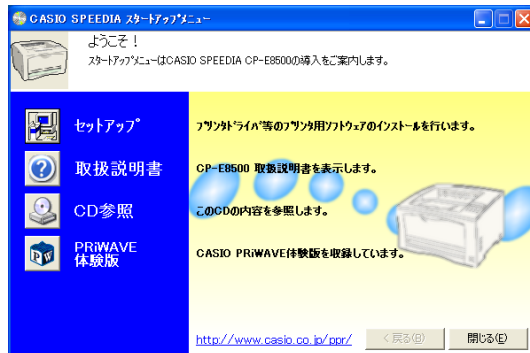 CASIO SPEEDIA ｽﾀｰﾄｱｯﾌﾟﾒﾆｭｰ
ようこそ！
ｽﾀｰﾄｱｯﾌﾟﾒﾆｭｰはCASIO SPEEDIA CP-E8500の導入をご案内します。
セットアップ
ﾌﾟﾘﾝﾀﾄﾞﾗｲﾊﾞ等のﾌﾟﾘﾝﾀ用ｿﾌﾄｳｪｱのｲﾝｽﾄｰﾙを行います。
取扱説明書
CP-E8500 取扱説明書を表示します。
CD参照
このCDの内容を参照します。
PRiWAVE
体験版
CASIO PRiWAVE体験版を収録しています。
http://www.casio.co.jp/ppr/
< 戻る(B)
閉じる(E)